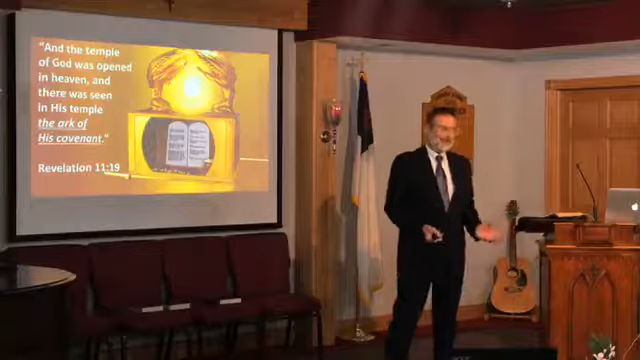 "And the temple
of God was opened
in heaven, and
there was seen
in His temple
the ark of
His covenant."
Revelation 11:19